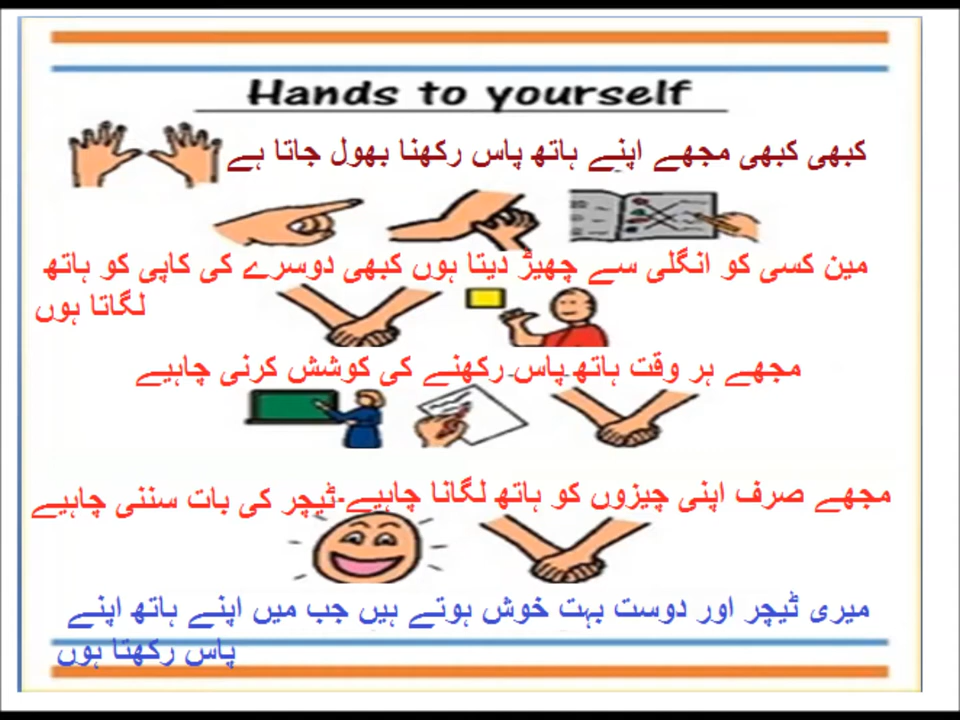 Hands to yourself
کبھی کبھی مجھے اپنے ہاتھ پاس رکھنا بھول جاتا ہے
مین کسی کو انگلی سے چھیڑ دیتا ہوں کبھی دوسرے کی کاپی کو ہاتھ
لگاتا ہوں
مجھے ہر وقت ہاتھ پاس رکھنے کی کوشش کرنی چاہیے
مجھے صرف اپنی چیزوں کو ہاتھ لگانا چاہیے۔ٹیچر کی بات سننی چاہیے
میری ٹیچر اور دوست بہت خوش ہوتے ہیں جب میں اپنے ہاتھ اپنے
پاس رکھتا ہوں